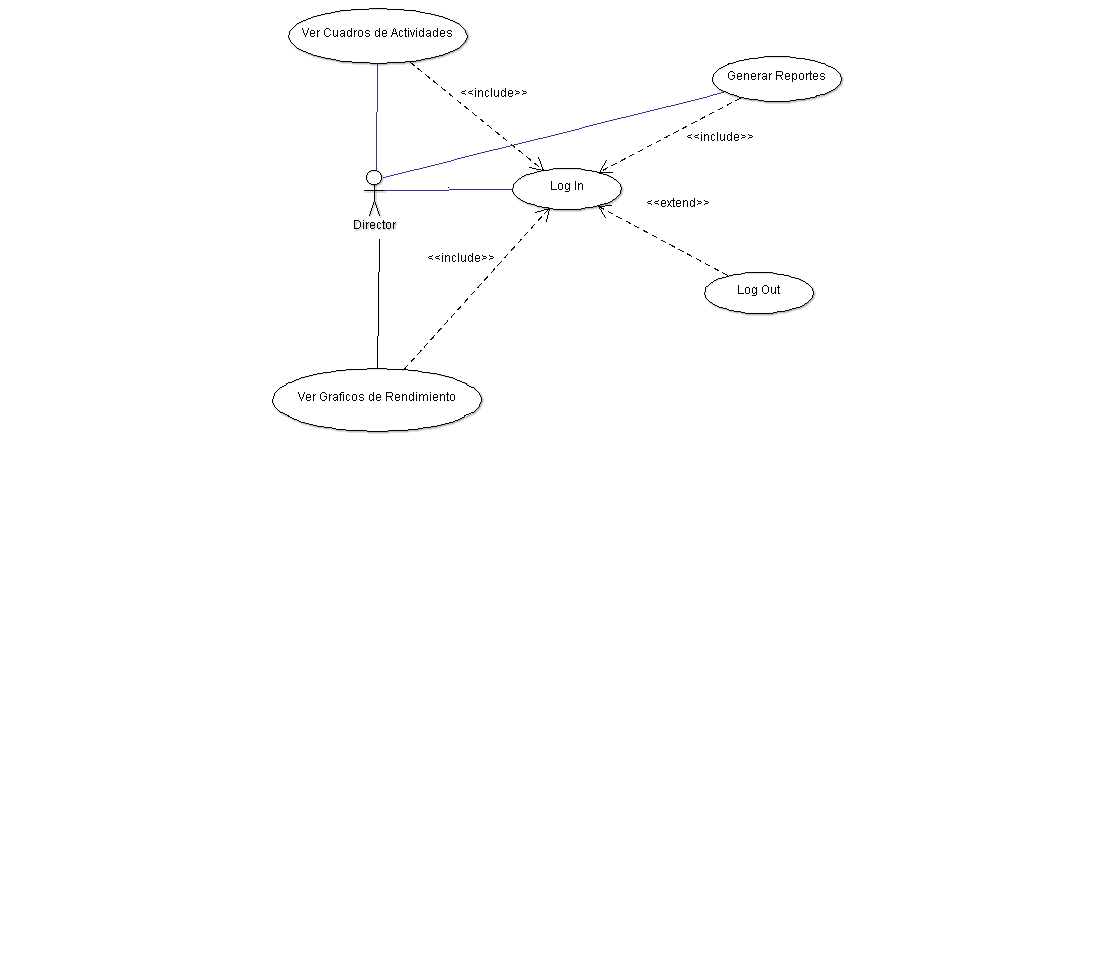 Ver Cuadros de Actividades
Generar Reportes
<<include>>
<<include>>
Log In
<<extend>>
Director
<<include>>
Log Out
Ver Graficos de Rendimiento